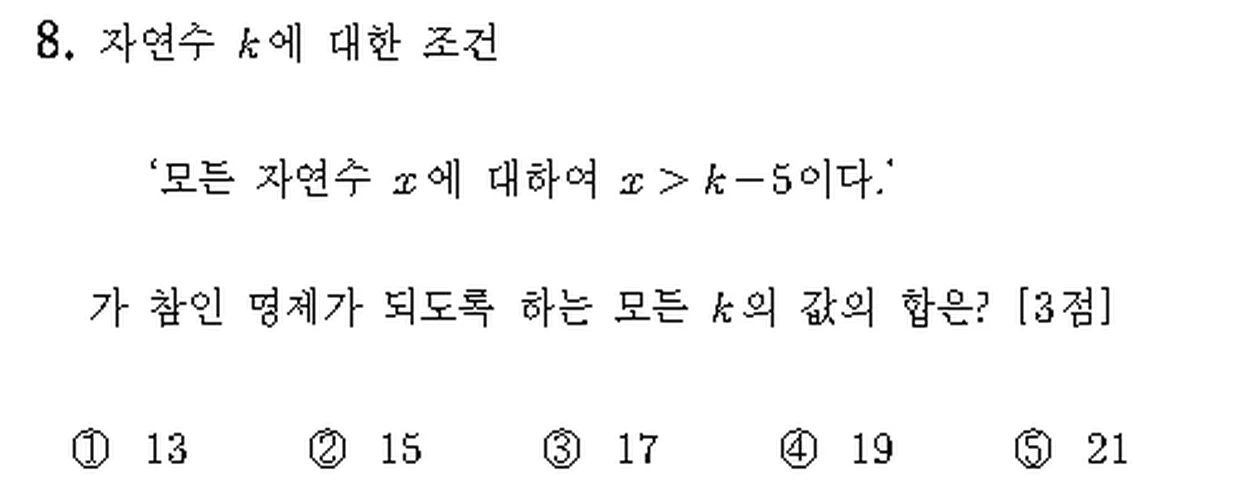 8. 자연수 k에 대한 조건
‘모든 자연수 x에 대하여 x > k-5이다.’
가 참인 명제가 되도록 하는 모든 k의 값의 합은? [3점]
① 13 ② 15 ③ 17 ④ 19 ⑤ 21